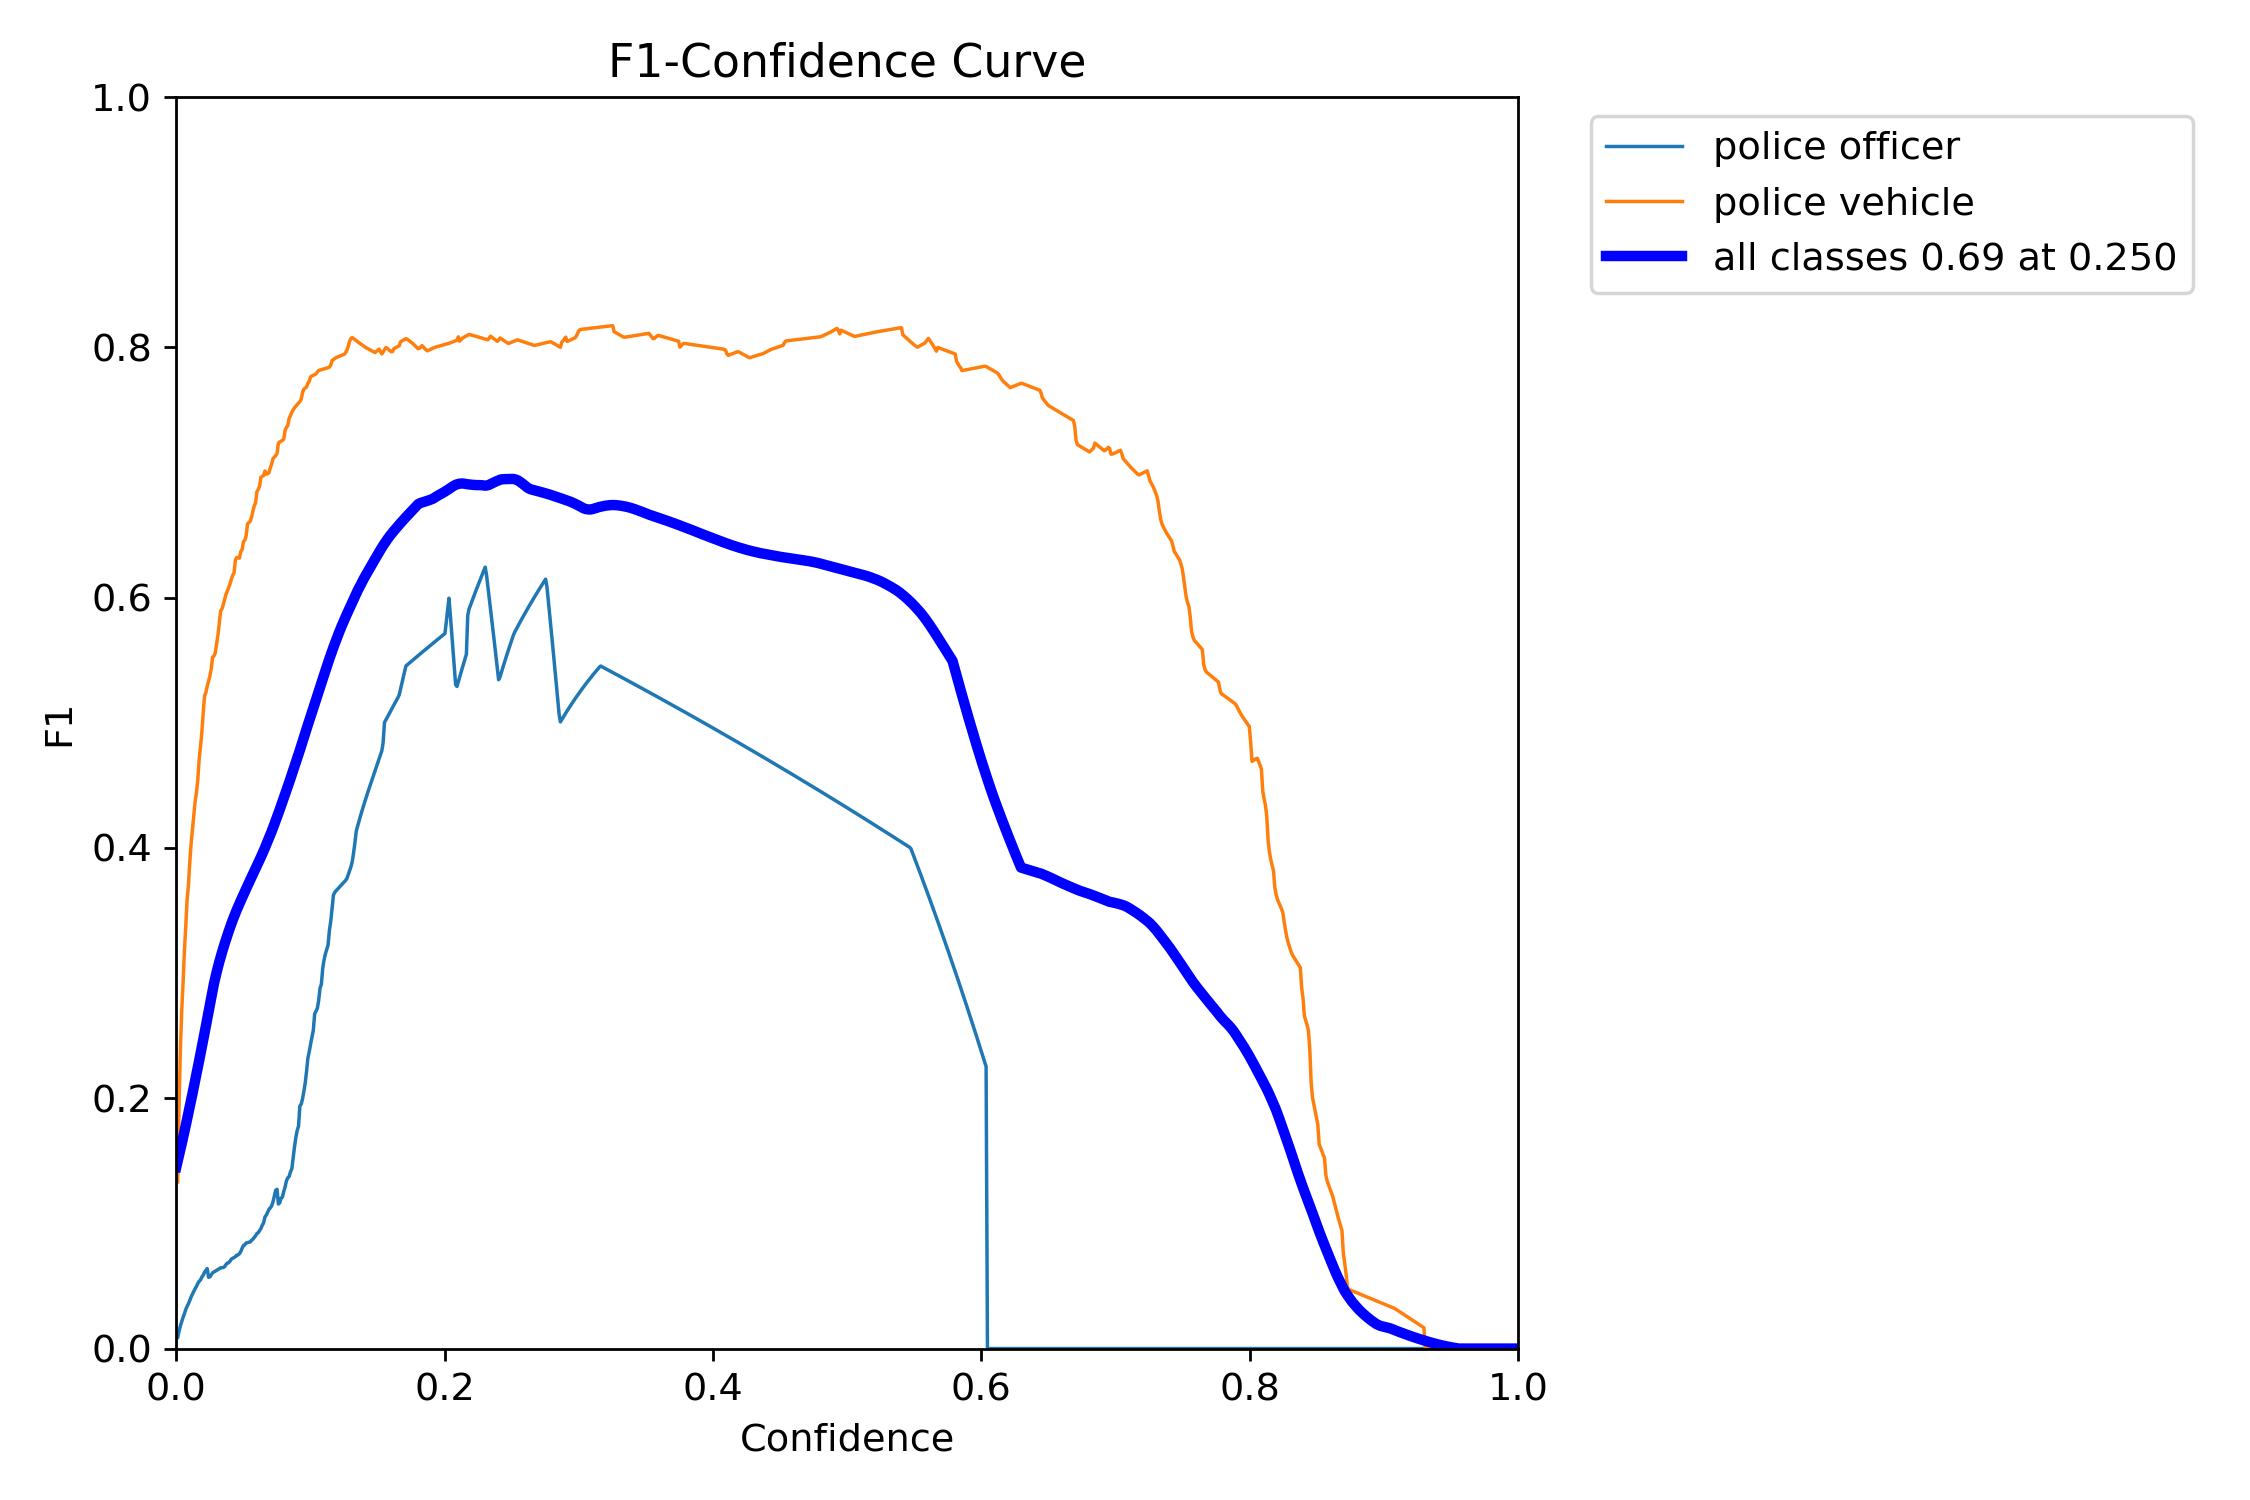 F1-Confidence Curve
police officer
police vehicle
all classes 0.69 at 0.250
1.0
0.8
0.6
0.4
0.2
0.0
F1
0.0 0.2 0.4 0.6 0.8 1.0
Confidence